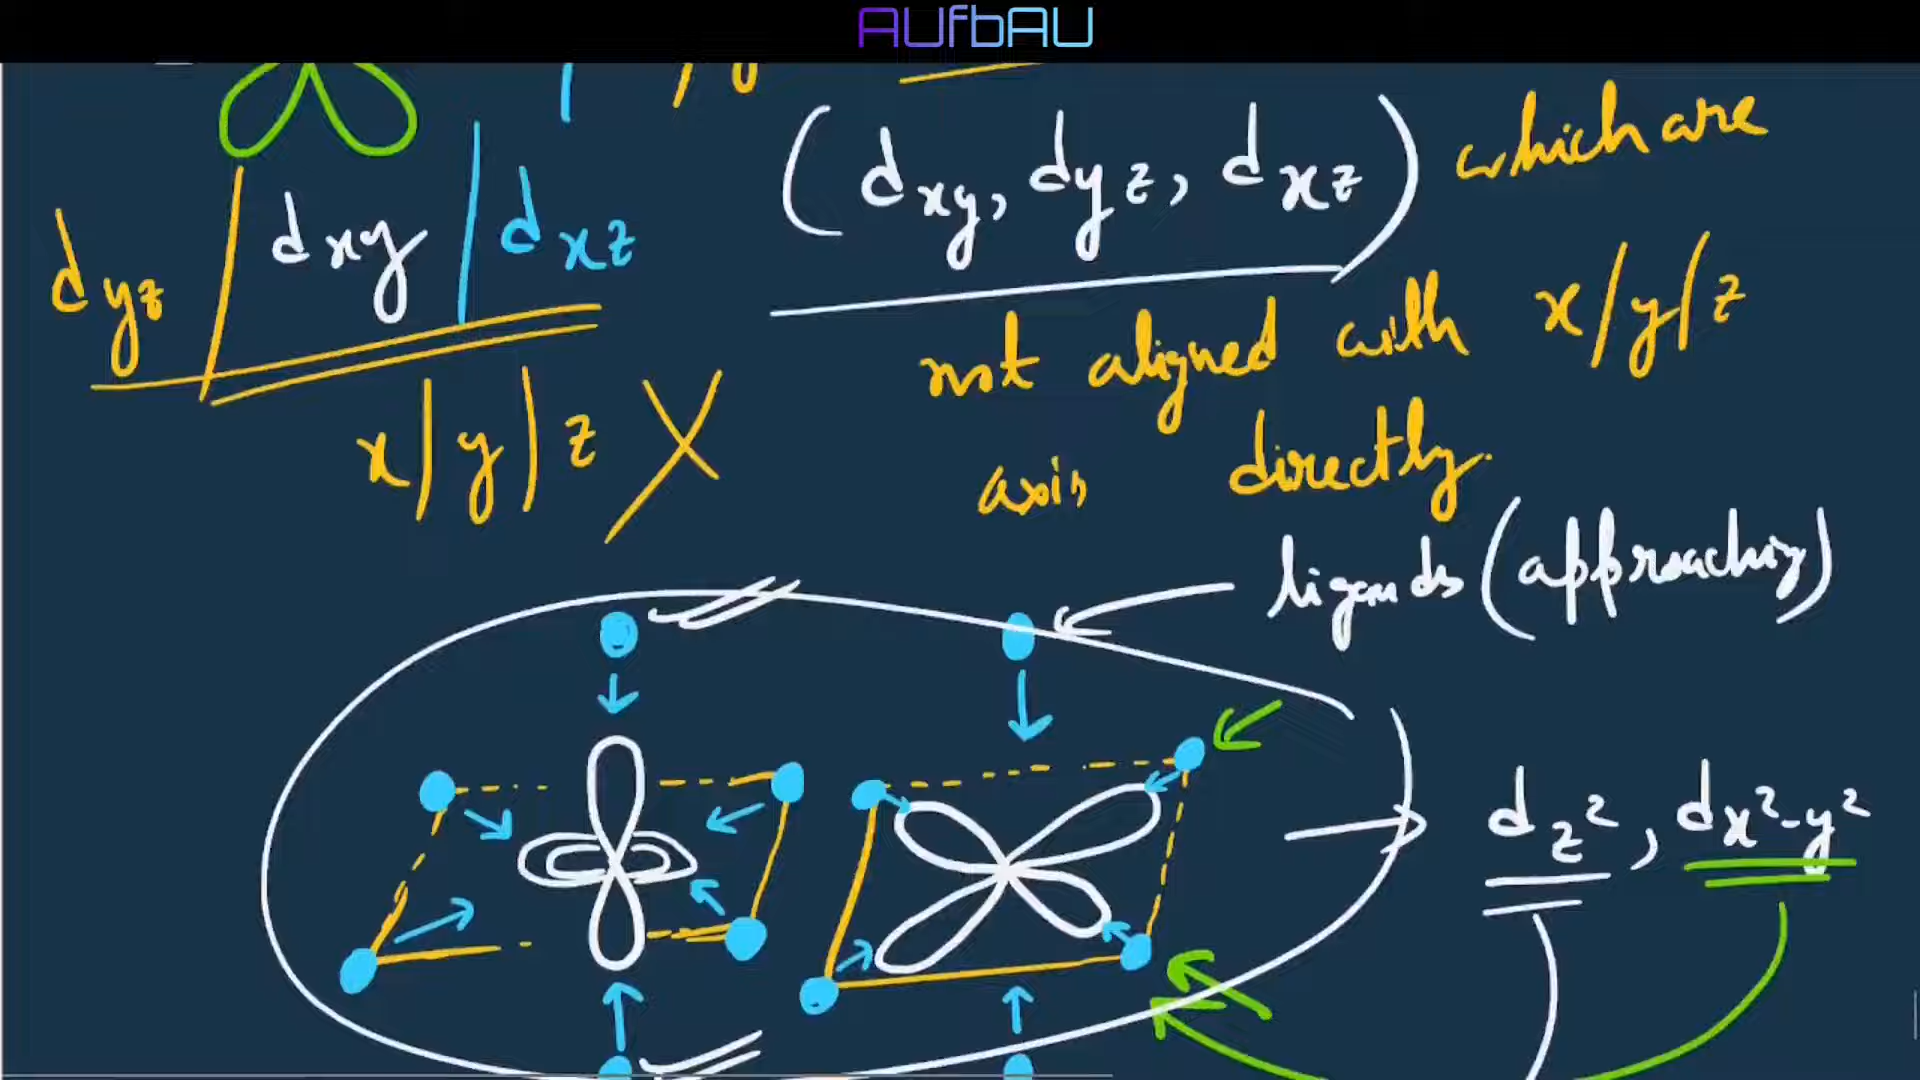 AUfbAU
(dxy, dyz, dxz) which are
dyz | dxy | dxz
not aligned with x/y/z
x | y | z
axis directly.
ligands (approaching)
dz², dx²-y²